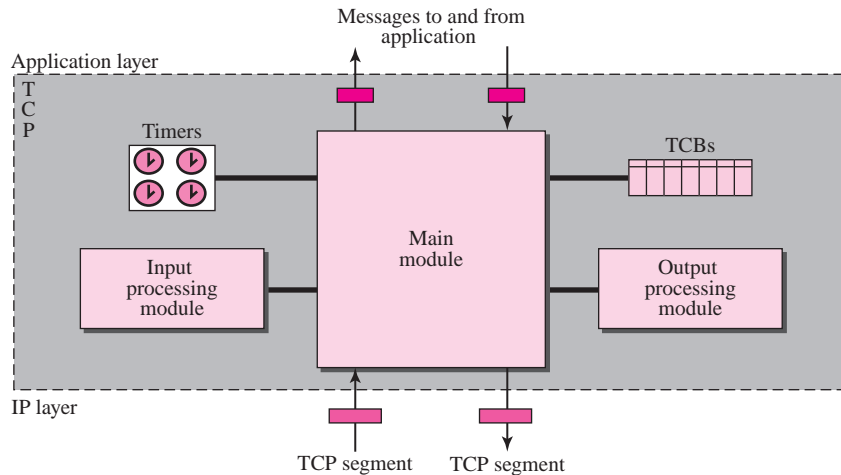 Messages to and from
application
Application layer
T
C
P
Timers
TCBs
Main
module
Input
processing
module
Output
processing
module
IP layer
TCP segment
TCP segment